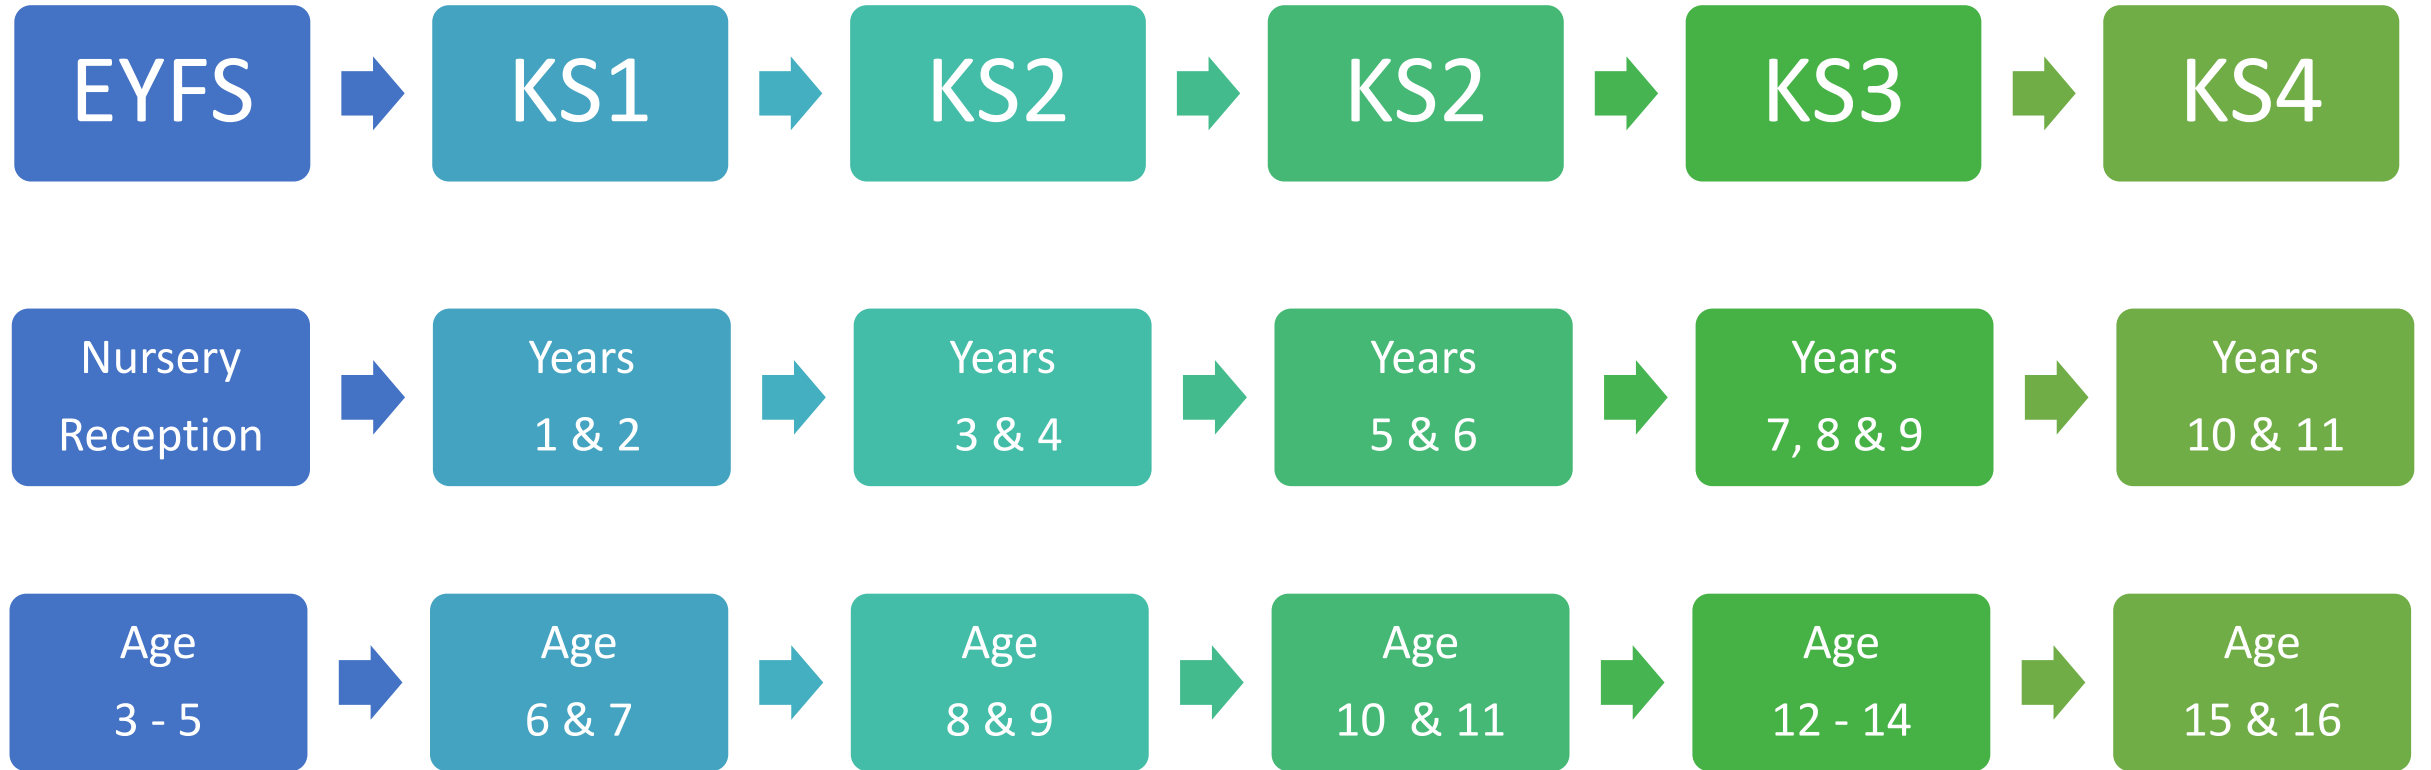 EYFS
KS1
KS2
KS2
KS3
KS4
Nursery
Reception
Years
1 & 2
Years
3 & 4
Years
5 & 6
Years
7, 8 & 9
Years
10 & 11
Age
3 - 5
Age
6 & 7
Age
8 & 9
Age
10 & 11
Age
12 - 14
Age
15 & 16